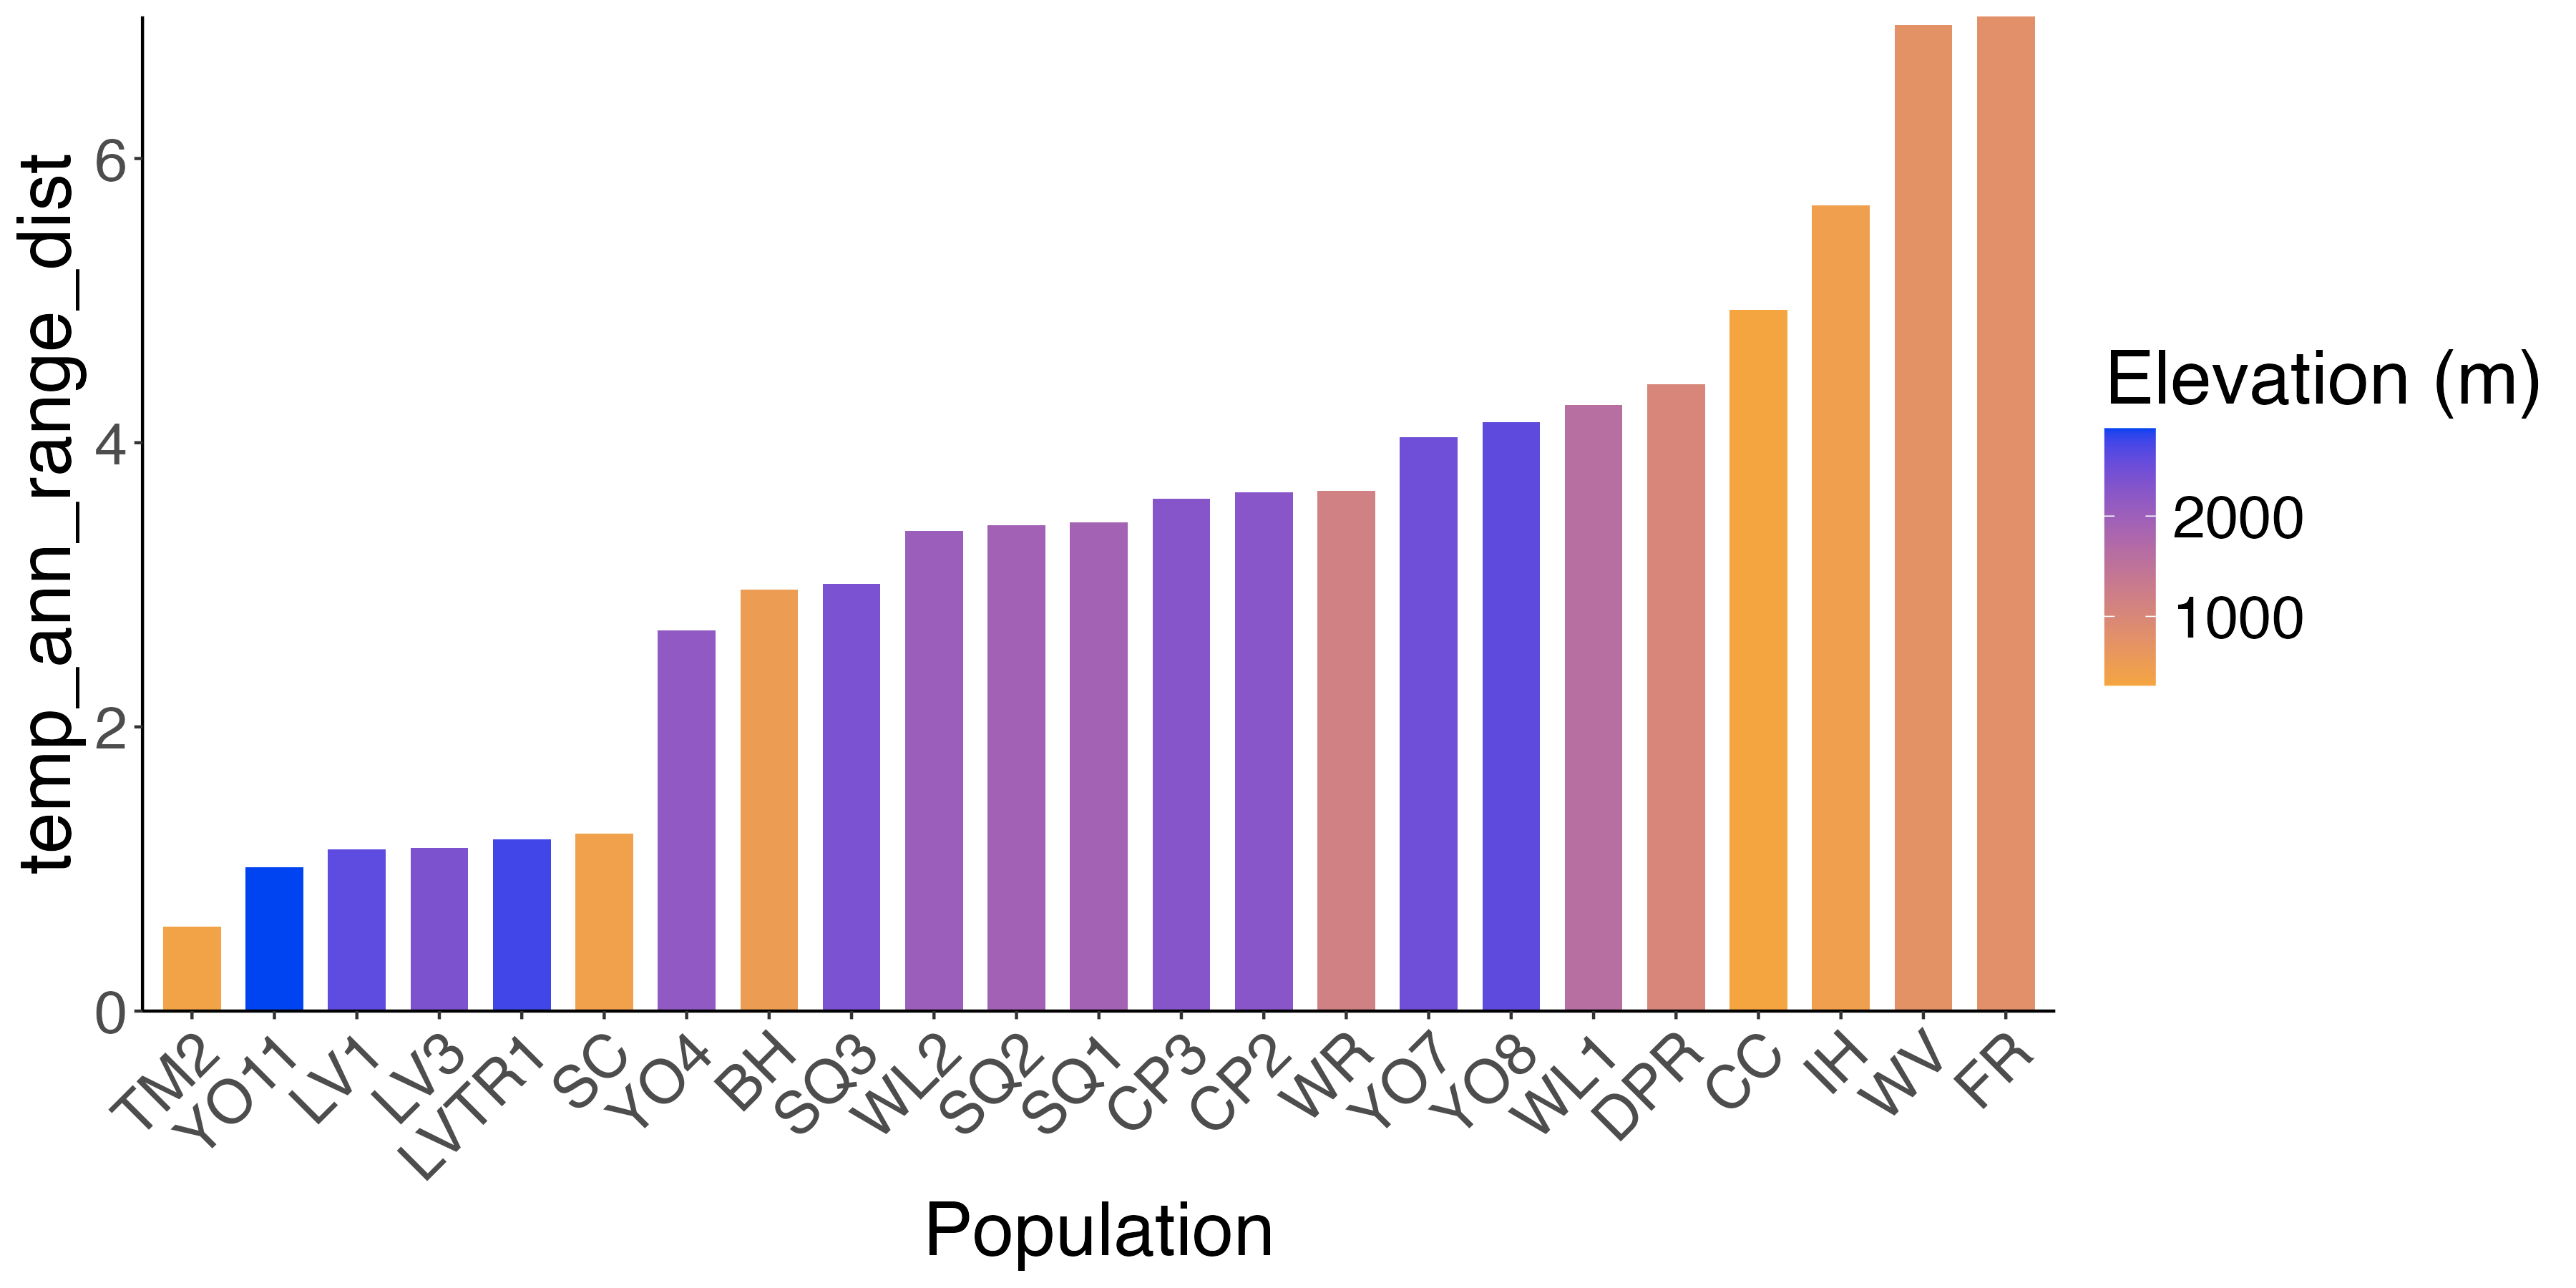 temp_ann_range_dist
6
4
2
0
TM2
YO11
LV1
LV3
LVTR1
SC
YO4
BH
SQ3
WL2
SQ2
SQ1
CP3
CP2
WR
YO7
YO8
WL1
DPR
CC
IH
WV
FR
Population
Elevation (m)
2000
1000